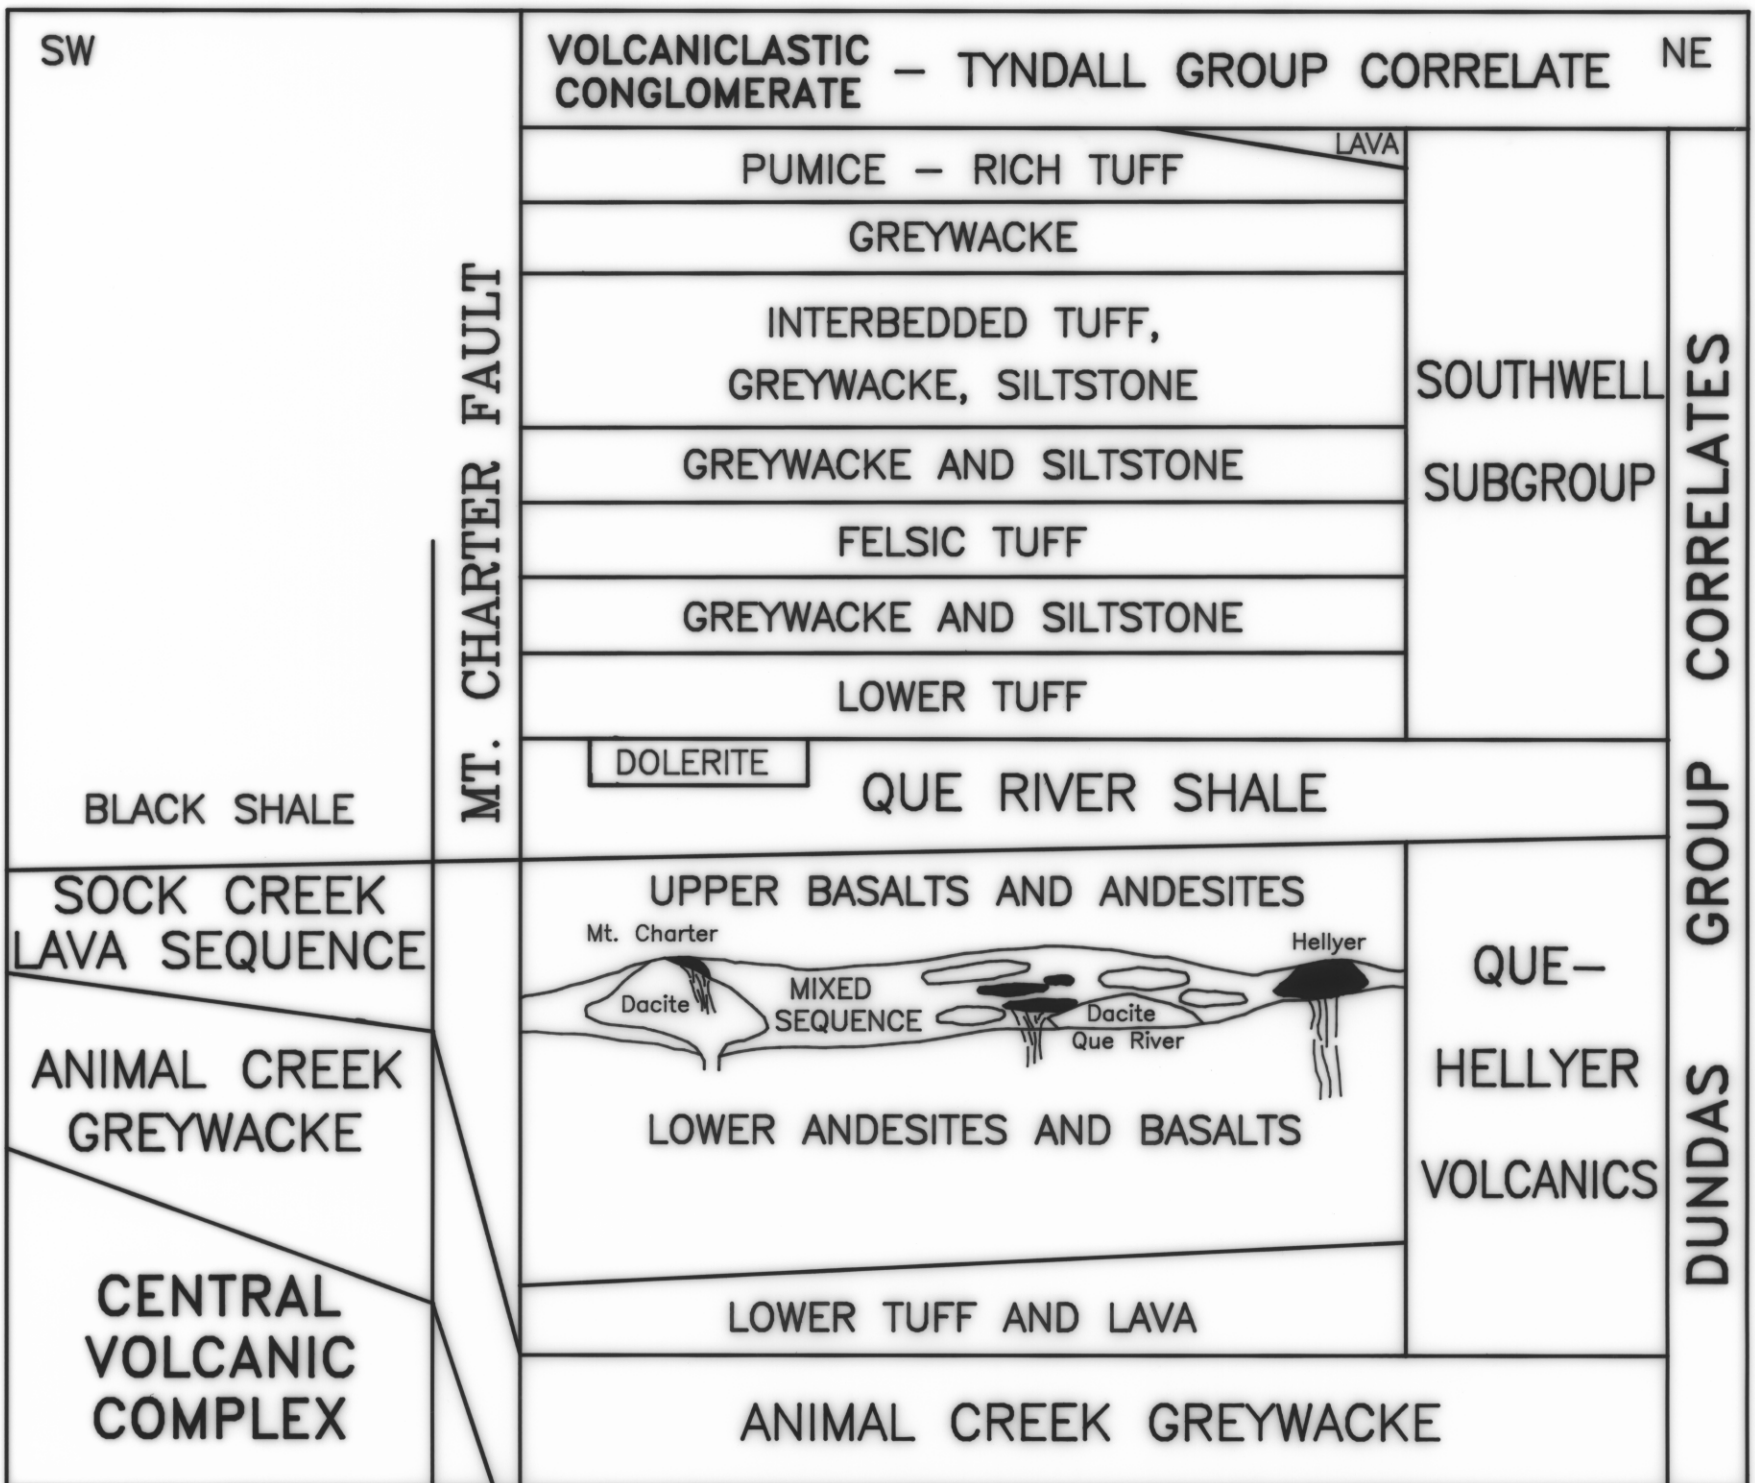 SW
VOLCANICLASTIC
CONGLOMERATE
– TYNDALL GROUP CORRELATE
NE
LAVA
PUMICE – RICH TUFF
GREYWACKE
INTERBEDDED TUFF,
GREYWACKE, SILTSTONE
GREYWACKE AND SILTSTONE
FELSIC TUFF
GREYWACKE AND SILTSTONE
LOWER TUFF
SOUTHWELL
SUBGROUP
MT. CHARTER FAULT
DOLERITE
QUE RIVER SHALE
BLACK SHALE
SOCK CREEK
LAVA SEQUENCE
ANIMAL CREEK
GREYWACKE
CENTRAL
VOLCANIC
COMPLEX
UPPER BASALTS AND ANDESITES
Mt. Charter
Hellyer
Dacite
MIXED
SEQUENCE
Dacite
Que River
LOWER ANDESITES AND BASALTS
LOWER TUFF AND LAVA
QUE–
HELLYER
VOLCANICS
ANIMAL CREEK GREYWACKE
DUNDAS GROUP CORRELATES